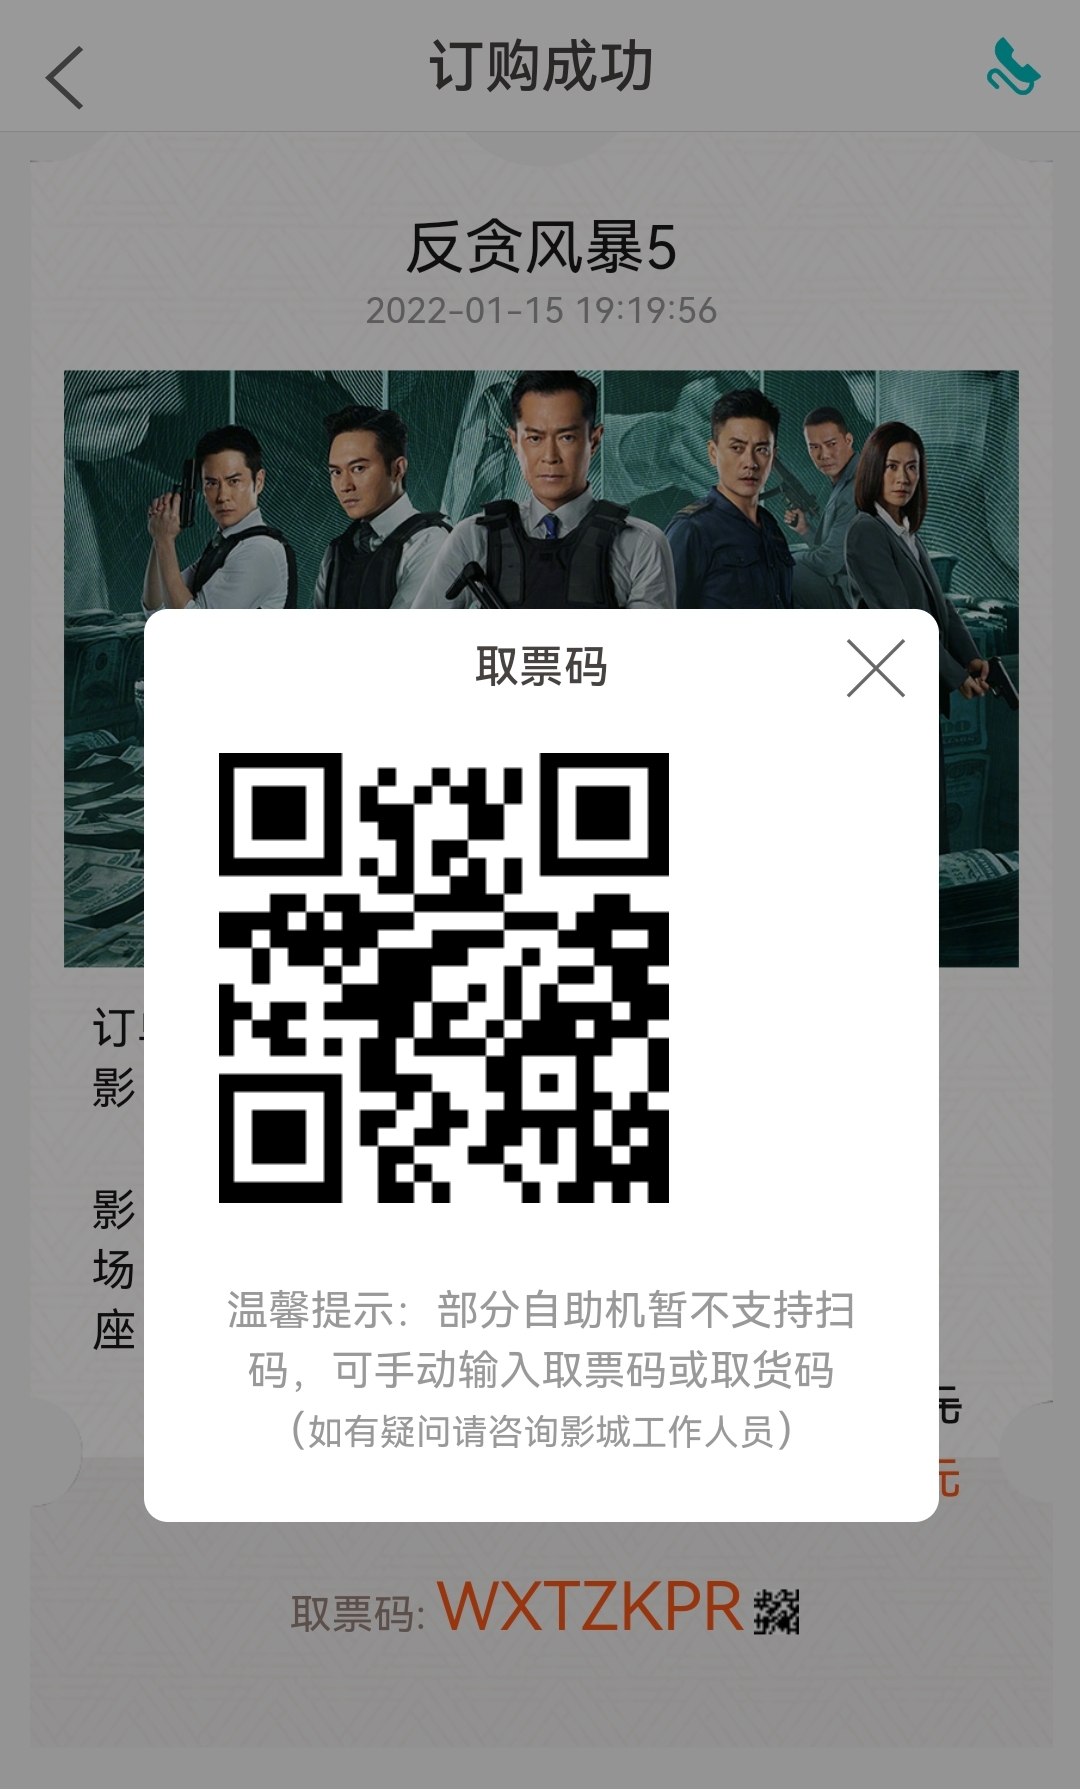 订购成功
反贪风暴5
2022-01-15 19:19:56
取票码
订
影
影
场
座
温馨提示：部分自助机暂不支持扫
码，可手动输入取票码或取货码
（如有疑问请咨询影城工作人员）
元
元
取票码: WXTZKPR